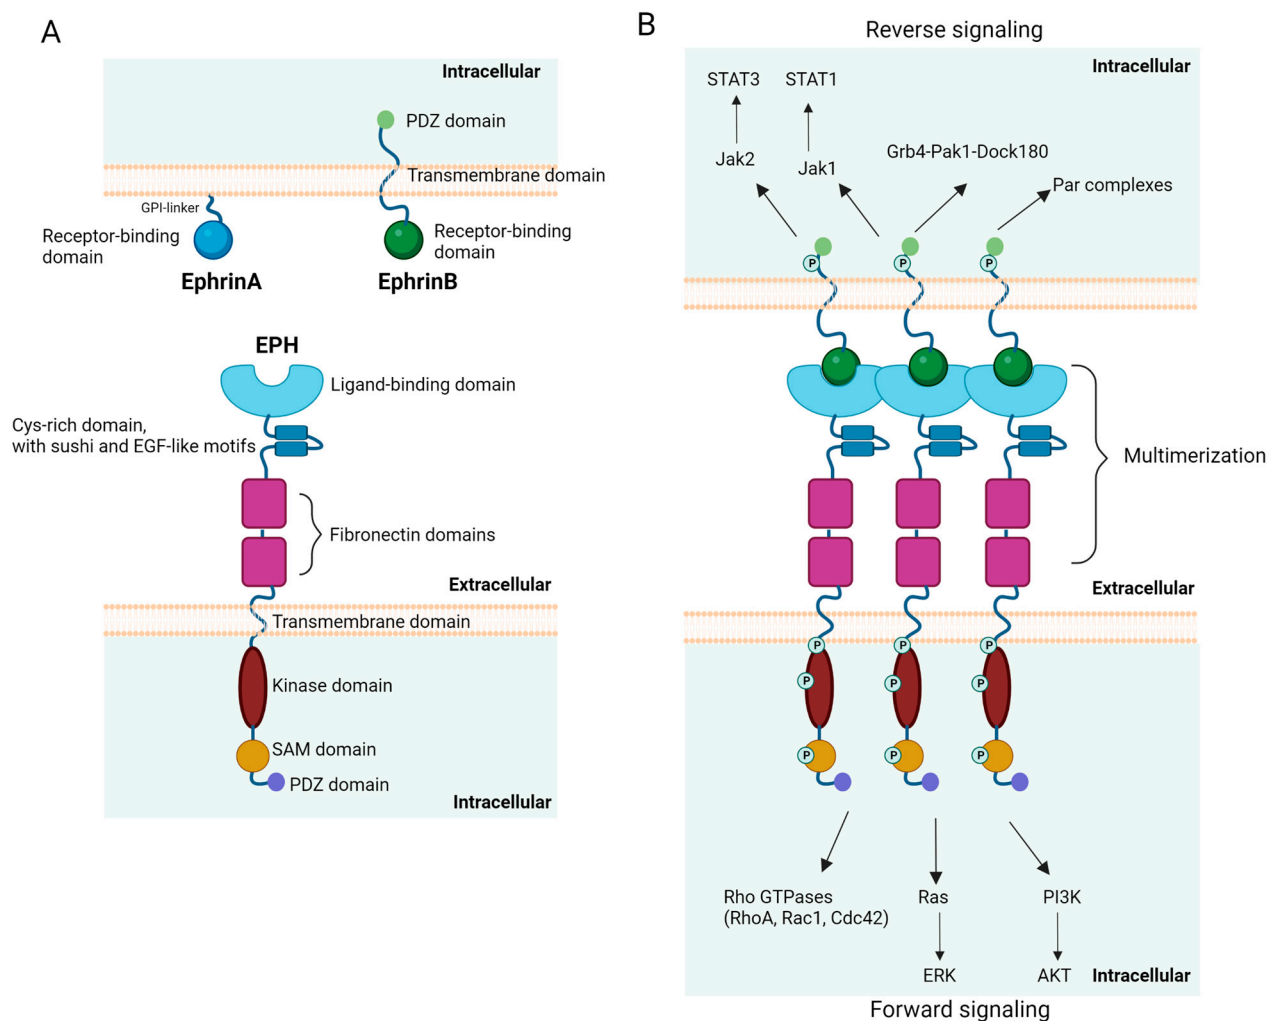 A
Intracellular
PDZ domain
Transmembrane domain
GPI-linker
Receptor-binding
domain
Receptor-binding
domain
EphrinA
EphrinB
EPH
Ligand-binding domain
Cys-rich domain,
with sushi and EGF-like motifs
Fibronectin domains
Extracellular
Transmembrane domain
Kinase domain
SAM domain
PDZ domain
Intracellular
B
Reverse signaling
Intracellular
STAT3
STAT1
Jak2
Jak1
Grb4-Pak1-Dock180
Par complexes
P
P
P
Multimerization
Extracellular
P
P
P
P
P
P
P
P
P
Rho GTPases
(RhoA, Rac1, Cdc42)
Ras
PI3K
ERK
AKT
Intracellular
Forward signaling